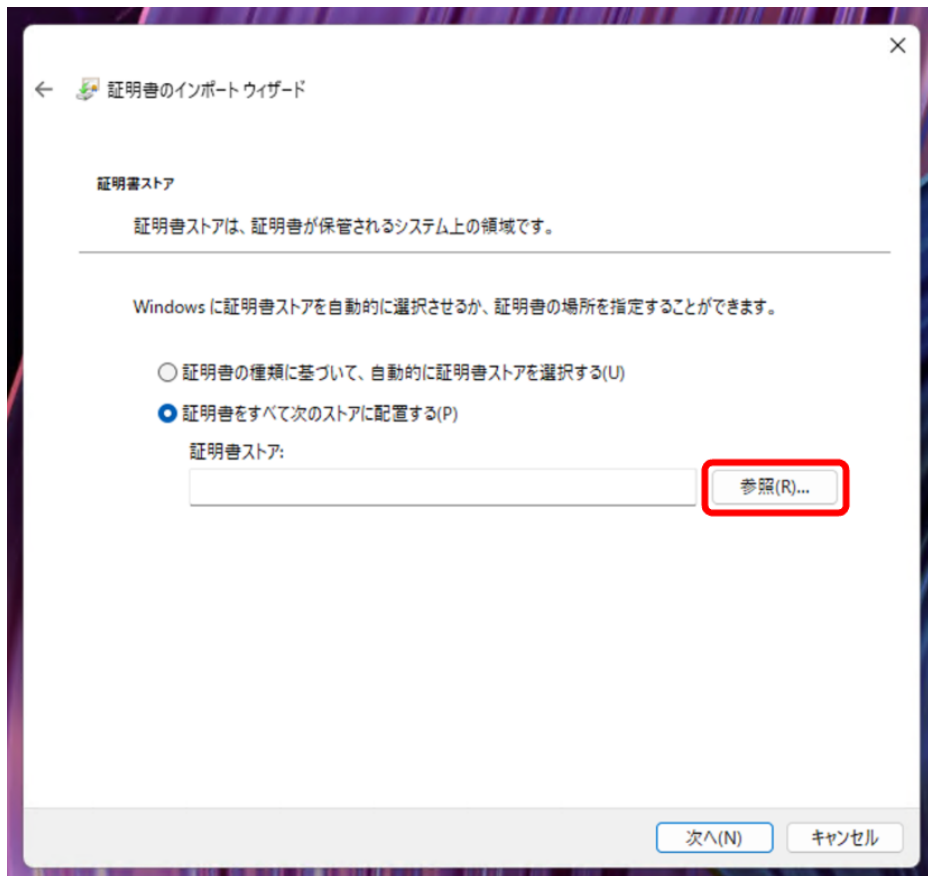 証明書のインポート ウィザード
証明書ストア
証明書ストアは、証明書が保管されるシステム上の領域です。
Windows に証明書ストアを自動的に選択させるか、証明書の場所を指定することができます。
証明書の種類に基づいて、自動的に証明書ストアを選択する(U)
証明書をすべて次のストアに配置する(P)
証明書ストア:
参照(R)...
次へ(N)
キャンセル